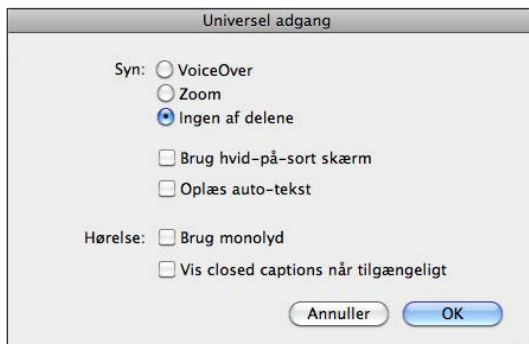 Universel adgang
Syn: VoiceOver
Zoom
Ingen af delene
Brug hvid-på-sort skærm
Oplæs auto-tekst
Hørelse: Brug monolyd
Vis closed captions når tilgængeligt
Annuller OK